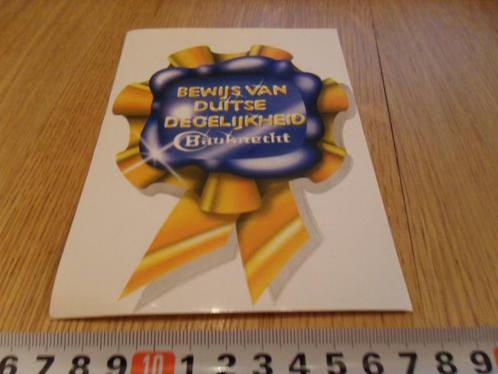 BEWIJS VAN
DUITSE
DEGELIJKHEID
Bauknecht
6 7 8 9 10 1 2 3 4 5 6 7 8 9